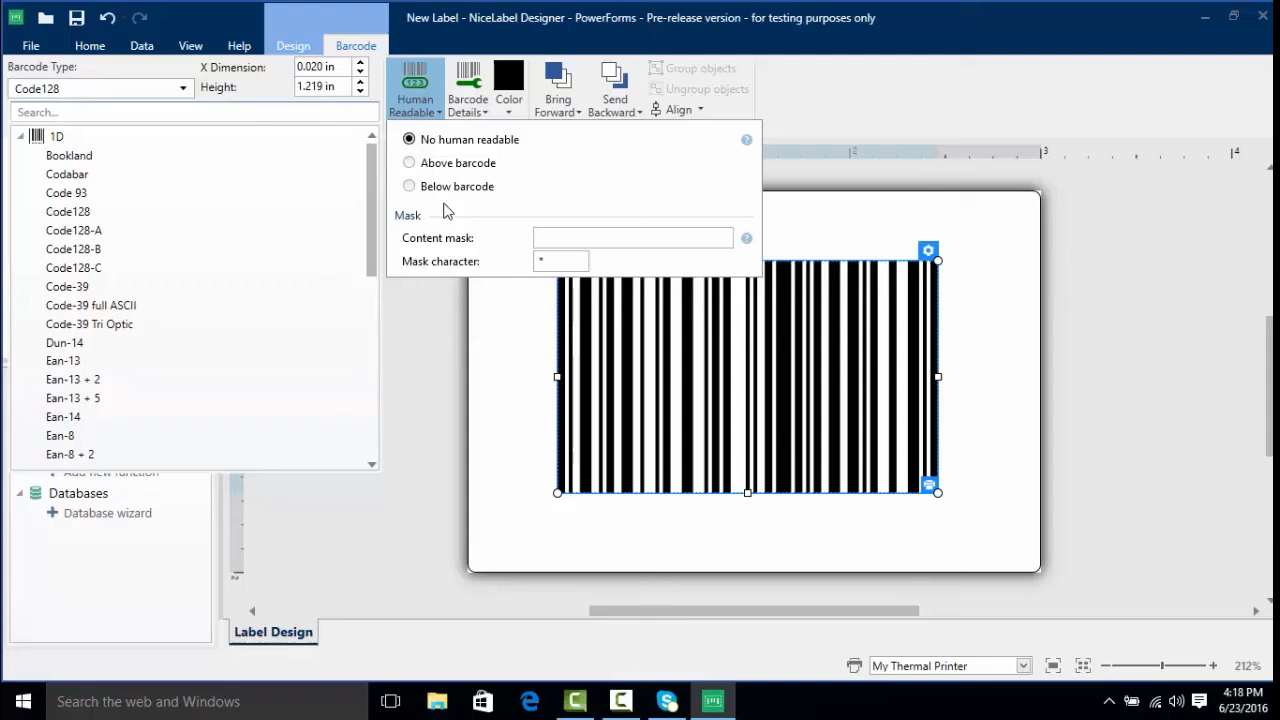 New Label - NiceLabel Designer - PowerForms - Pre-release version - for testing purposes only
File Home Data View Help Design Barcode
Barcode Type:
Code128
X Dimension: 0.020 in
Height: 1.219 in
Human Readable
Barcode Details
Color
Bring Forward
Send Backward
Group objects
Ungroup objects
Align
Search...
1D
Bookland
Codabar
Code 93
Code128
Code128-A
Code128-B
Code128-C
Code-39
Code-39 full ASCII
Code-39 Tri Optic
Dun-14
Ean-13
Ean-13 + 2
Ean-13 + 5
Ean-14
Ean-8
Ean-8 + 2
No human readable
Above barcode
Below barcode
Mask
Content mask:
Mask character: *
2 3 4
2
Databases
Database wizard
Label Design
My Thermal Printer
212%
Search the web and Windows
4:18 PM
6/23/2016